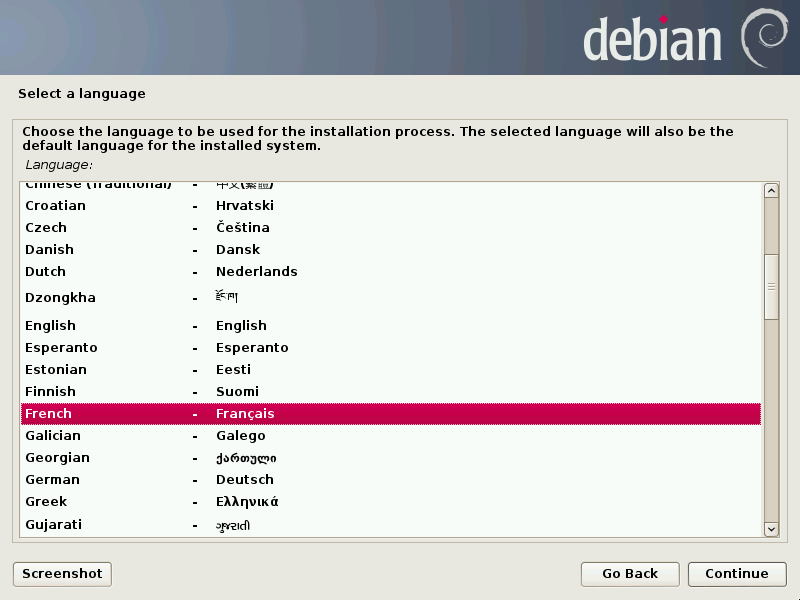 debian
Select a language
Choose the language to be used for the installation process. The selected language will also be the
default language for the installed system.
Language:
Chinese (Traditional) - 中文(繁體)
Croatian - Hrvatski
Czech - Čeština
Danish - Dansk
Dutch - Nederlands
Dzongkha - རྫོང་ཁ།
English - English
Esperanto - Esperanto
Estonian - Eesti
Finnish - Suomi
French - Français
Galician - Galego
Georgian - ქართული
German - Deutsch
Greek - Ελληνικά
Gujarati - ગુજરાતી
Screenshot Go Back Continue